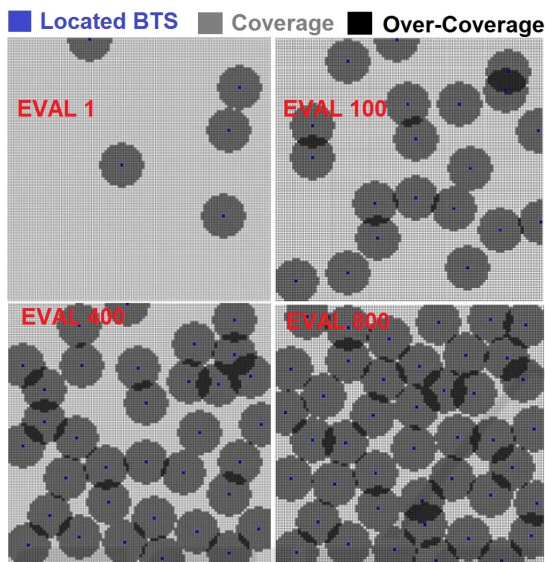 Located BTS Coverage Over-Coverage
EVAL 1
EVAL 100
EVAL 400
EVAL 800